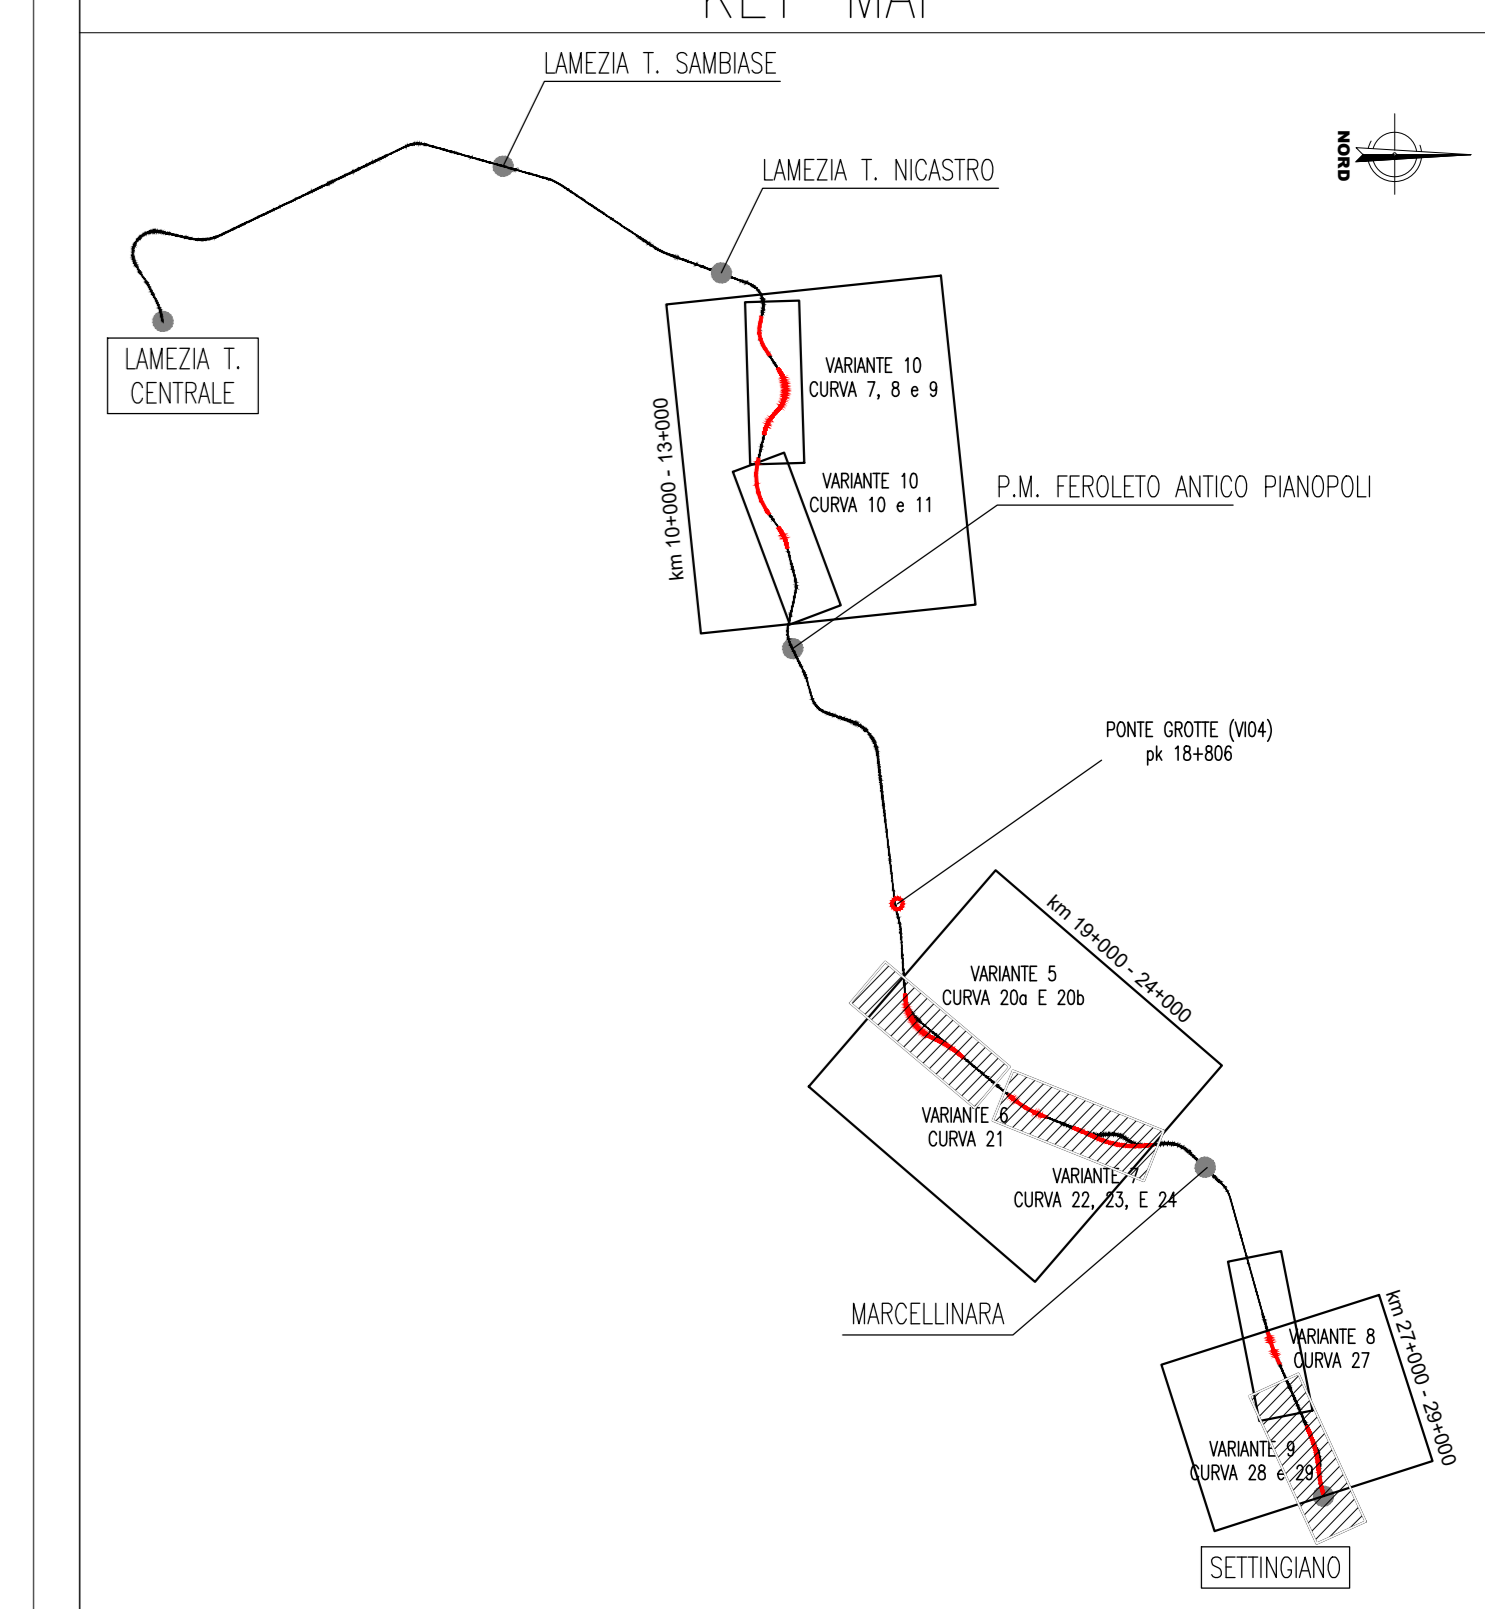 KEY MAP
LAMEZIA T. SAMBIASE
NORD
LAMEZIA T. NICASTRO
LAMEZIA T.
CENTRALE
VARIANTE 10
CURVA 7, 8 e 9
km 10+000 - 13+000
VARIANTE 10
CURVA 10 e 11
P.M. FEROLETO ANTICO PIANOPOLI
PONTE GROTTE (VI04)
pk 18+806
km 19+000 - 24+000
VARIANTE 5
CURVA 20a E 20b
VARIANTE 6
CURVA 21
VARIANTE 7
CURVA 22, 23, E 24
MARCELLINARA
km 27+000 - 29+000
VARIANTE 8
CURVA 27
VARIANTE 9
CURVA 28 e 29
SETTINGIANO